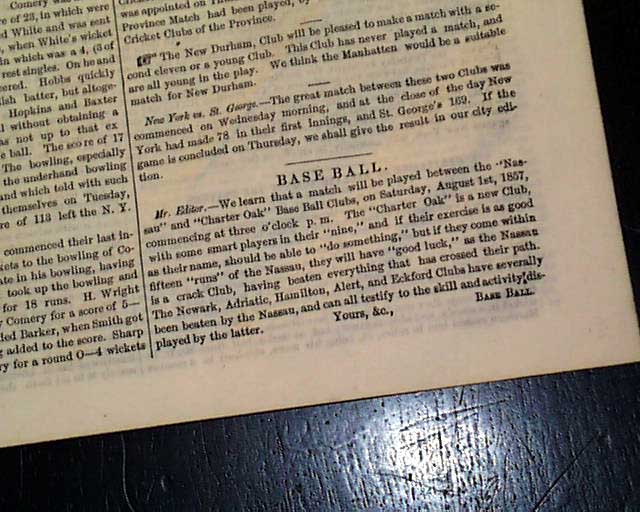 Comery was
re of 23, in which were
d White and was sent
, when White's wicket
in which was a 4, (3 of
rest singles. On he and
ered. Hobbs quickly
ish batter, but altoge-
Hopkins and Baxter
l without obtaining a
as not up to that ex
e ball. The score of 17
The bowling, especially
the underhand bowling
and which told with such
themselves on Tuesday,
re of 113 left the N. Y.
commenced their last in-
kets to the bowling of Co-
ate in his bowling, having
took up the bowling and
for 18 runs. H. Wright
y Comery for a score of 5—
ded Barker, when Smith got
g added to the score. Sharp
ry for a round 0—4 wickets
was appointed on
Province Match had been played, by
Cricket Clubs of the Province.
The New Durham, Club will be pleased to make a match with a se-
cond eleven or a young Club. This Club has never played a match, and
are all young in the play. We think the Manhatten would be a suitable
match for New Durham.
New York vs. St. George.—The great match between these two Clubs was
commenced on Wednesday morning, and at the close of the day New
York had made 78 in their first Innings, and St. George's 169. If the
game is concluded on Thursday, we shall give the result in our city edi-
tion.
BASE BALL.
Mr. Editor.—We learn that a match will be played between the "Nas-
sau" and "Charter Oak" Base Ball Clubs, on Saturday, August 1st, 1857,
commencing at three o'clock p. m. The "Charter Oak" is a new Club,
with some smart players in their "nine," and if their exercise is as good
as their name, should be able to "do something," but if they come within
fifteen "runs" of the Nassau, they will have "good luck," as the Nassau
is a crack Club, having beaten everything that has crossed their path.
The Newark, Adriatic, Hamilton, Alert, and Eckford Clubs have severally
been beaten by the Nassau, and can all testify to the skill and activity dis-
played by the latter.
Yours, &c.,
BASE BALL.